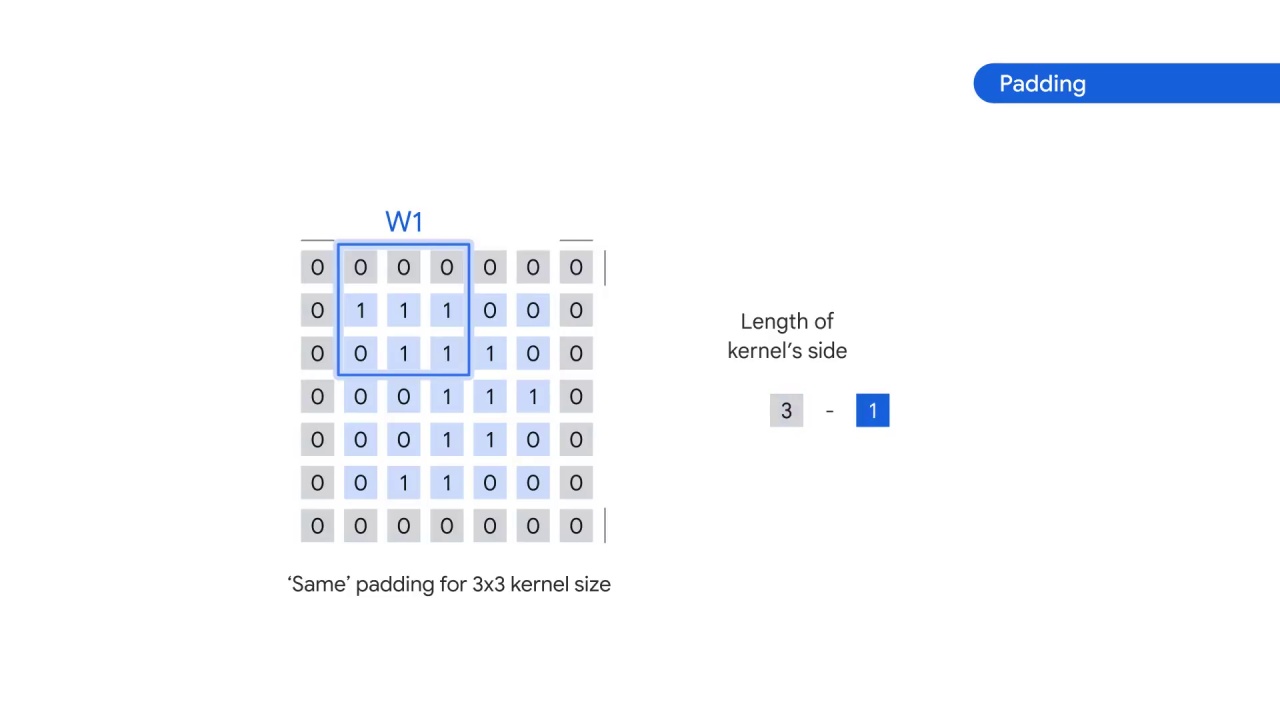 Padding
W1
0 0 0 0 0 0 0
0 1 1 1 0 0 0
0 0 1 1 1 0 0
0 0 0 1 1 1 0
0 0 0 1 1 0 0
0 0 1 1 0 0 0
0 0 0 0 0 0 0
‘Same’ padding for 3x3 kernel size
Length of
kernel’s side
3 - 1